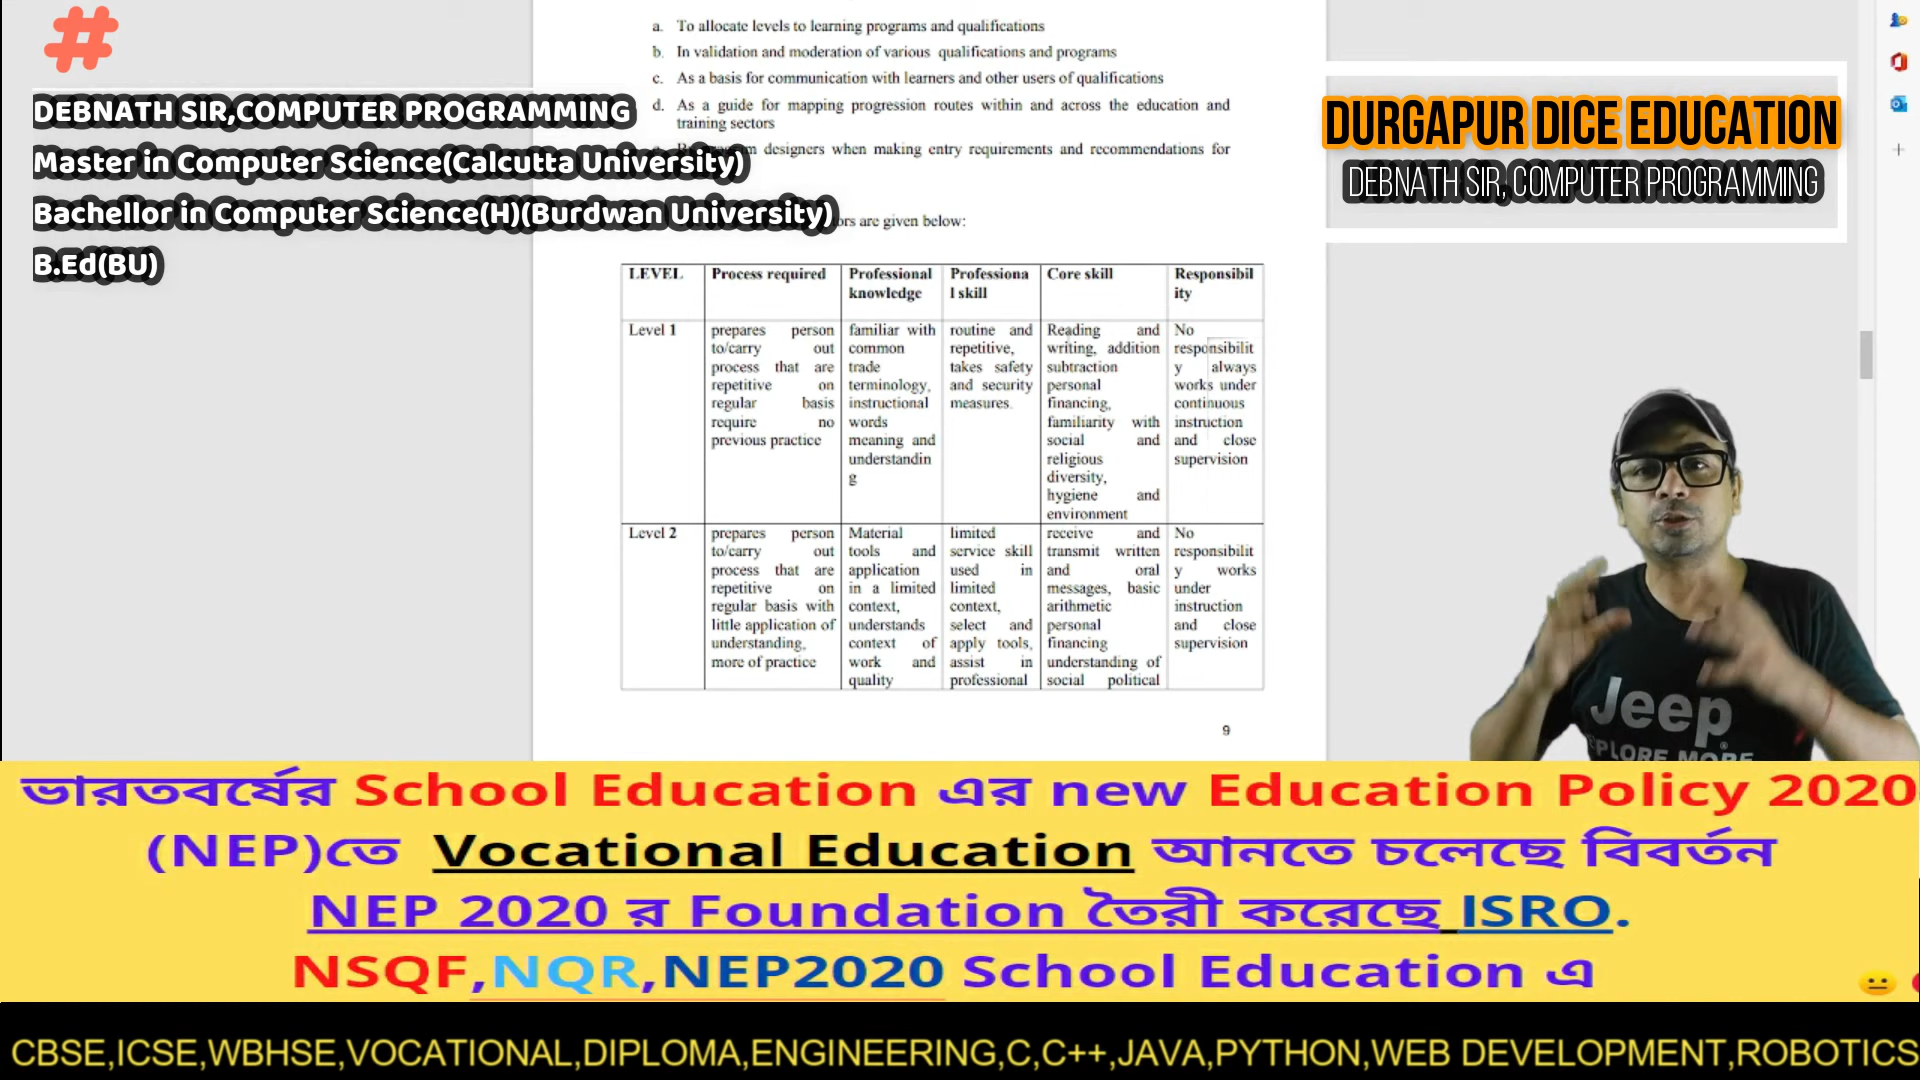 #
DEBNATH SIR,COMPUTER PROGRAMMING
Master in Computer Science(Calcutta University)
Bachellor in Computer Science(H)(Burdwan University)
B.Ed(BU)
a. To allocate levels to learning programs and qualifications
b. In validation and moderation of various qualifications and programs
c. As a basis for communication with learners and other users of qualifications
d. As a guide for mapping progression routes within and across the education and
training sectors
designers when making entry requirements and recommendations for
are given below:
DURGAPUR DICE EDUCATION
DEBNATH SIR, COMPUTER PROGRAMMING
LEVEL
Process required
Professional
knowledge
Professiona
l skill
Core skill
Responsibil
ity
Level 1
prepares person
to/carry out
process that are
repetitive on
regular basis
require no
previous practice
familiar with
common
trade
terminology,
instructional
words
meaning and
understandin
g
routine and
repetitive,
takes safety
and security
measures.
Reading and
writing, addition
subtraction
personal
financing,
familiarity with
social and
religious
diversity,
hygiene and
environment
No
responsibilit
y always
works under
continuous
instruction
and close
supervision
Level 2
prepares person
to/carry out
process that are
repetitive on
regular basis with
little application of
understanding,
more of practice
Material
tools and
application
in a limited
context,
understands
context of
work and
quality
limited
service skill
used in
limited
context,
select and
apply tools,
assist in
professional
receive and
transmit written
and oral
messages, basic
arithmetic
personal
financing
understanding of
social political
No
responsibilit
y works
under
instruction
and close
supervision
9
Jeep
EXPLORE MORE
ভারতবর্ষের School Education এর new Education Policy 2020
(NEP)তে Vocational Education আনতে চলেছে বিবর্তন
NEP 2020 র Foundation তৈরী করেছে ISRO.
NSQF,NQR,NEP2020 School Education এ
CBSE,ICSE,WBHSE,VOCATIONAL,DIPLOMA,ENGINEERING,C,C++,JAVA,PYTHON,WEB DEVELOPMENT,ROBOTICS